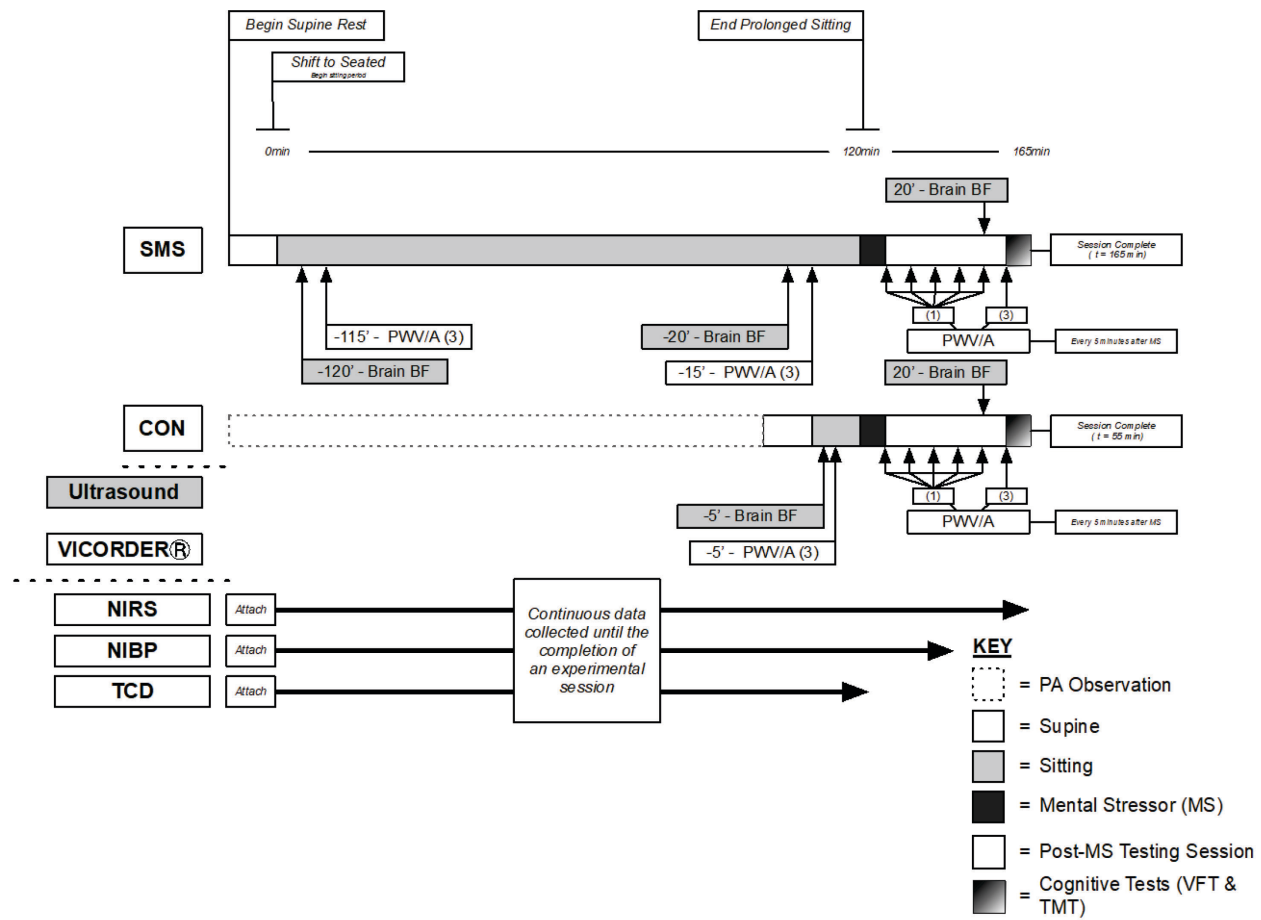 Begin Supine Rest
End Prolonged Sitting
Shift to Seated
Begin sitting period
0min
120min
165min
20' - Brain BF
SMS
Session Complete
( t = 165 min)
-115' - PWV/A (3)
-120' - Brain BF
-20' - Brain BF
-15' - PWV/A (3)
(1)
(3)
PWV/A
Every 5 minutes after MS
20' - Brain BF
CON
Session Complete
( t = 55 min)
Ultrasound
-5' - Brain BF
(1)
(3)
PWV/A
Every 5 minutes after MS
VICORDER®
-5' - PWV/A (3)
NIRS
Attach
NIBP
Attach
TCD
Attach
Continuous data
collected until the
completion of
an experimental
session
KEY
= PA Observation
= Supine
= Sitting
= Mental Stressor (MS)
= Post-MS Testing Session
= Cognitive Tests (VFT &
TMT)